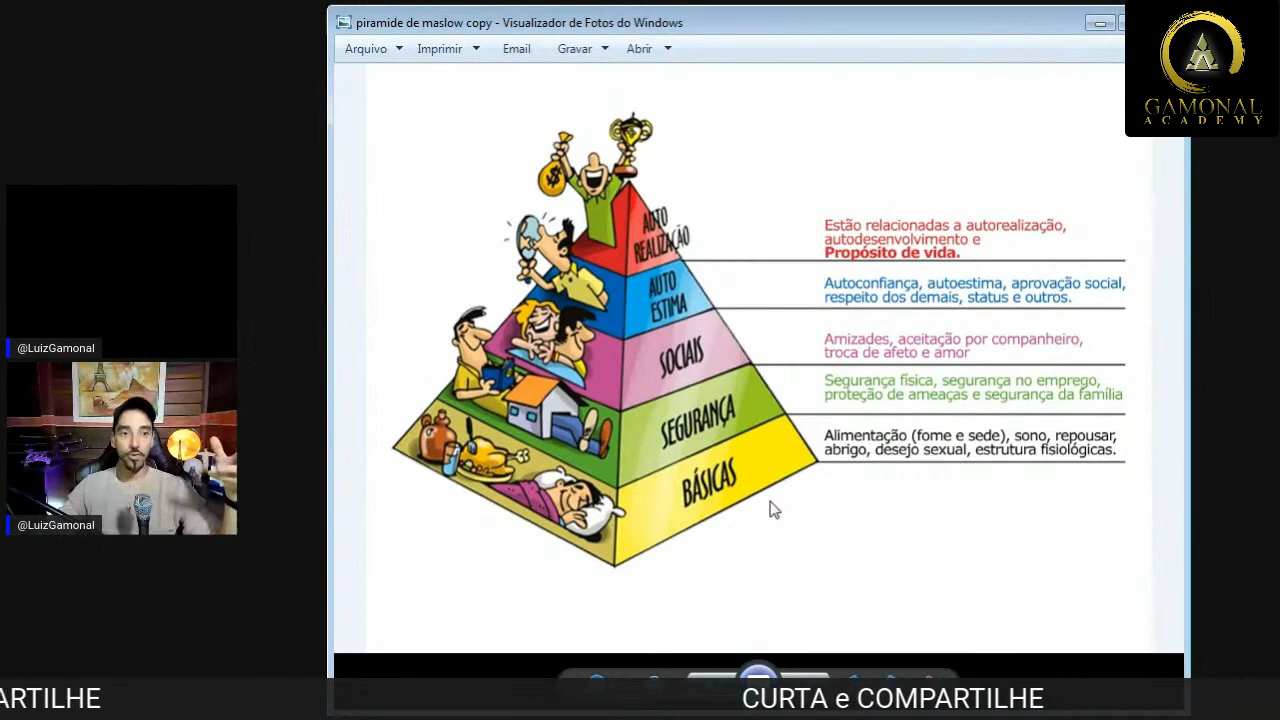 piramide de maslow copy - Visualizador de Fotos do Windows
Arquivo
Imprimir
Email
Gravar
Abrir
GAMONAL
ACADEMY
AUTO
REALIZAÇÃO
Estão relacionadas a autorealização,
autodesenvolvimento e
Propósito de vida.
AUTO
ESTIMA
Autoconfiança, autoestima, aprovação social,
respeito dos demais, status e outros.
SOCIAIS
Amizades, aceitação por companheiro,
troca de afeto e amor
SEGURANÇA
Segurança física, segurança no emprego,
proteção de ameaças e segurança da família
BÁSICAS
Alimentação (fome e sede), sono, repousar,
abrigo, desejo sexual, estrutura fisiológicas.
@LuizGamonal
@LuizGamonal
ARTILHE
CURTA e COMPARTILHE